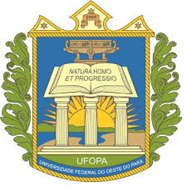 NATURA HOMO
ET PROGRESSIO
UFOPA
UNIVERSIDADE FEDERAL DO OESTE DO PARÁ